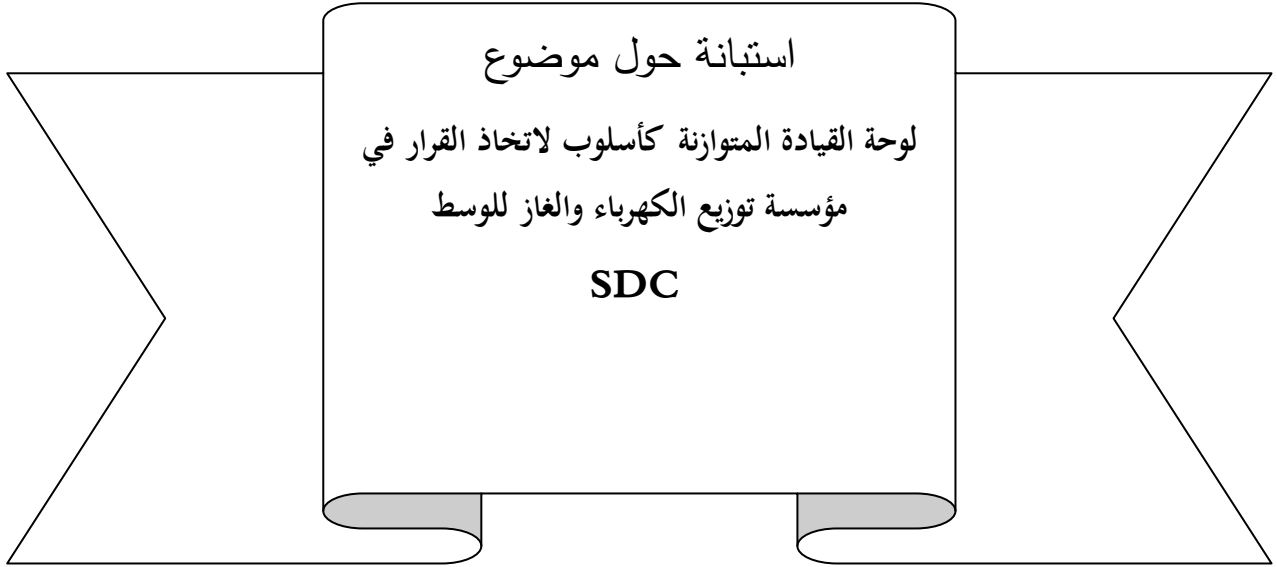 استبانة حول موضوع
لوحة القيادة المتوازنة كأسلوب لاتخاذ القرار في
مؤسسة توزيع الكهرباء والغاز للوسط
SDC